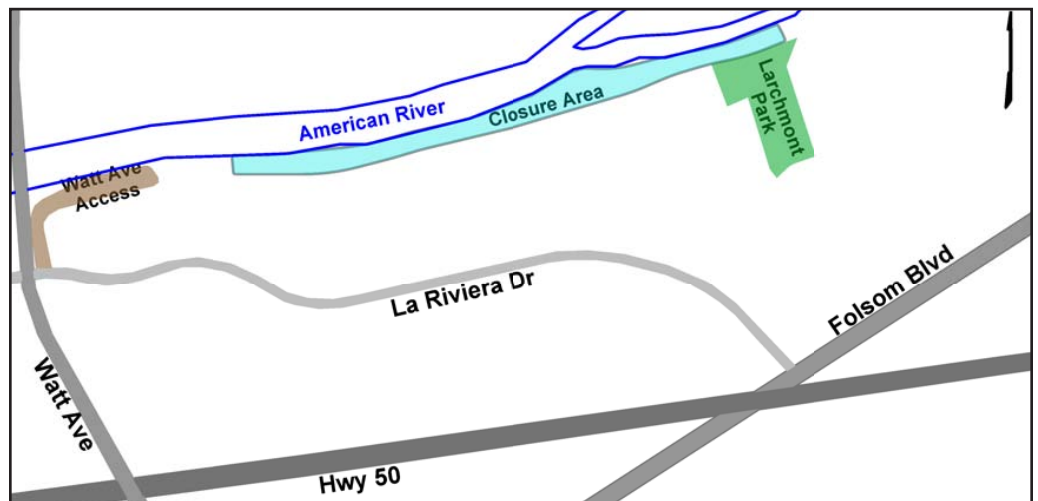 American River
Closure Area
Larchmont
Park
Watt Ave
Access
La Riviera Dr
Folsom Blvd
Watt Ave
Hwy 50